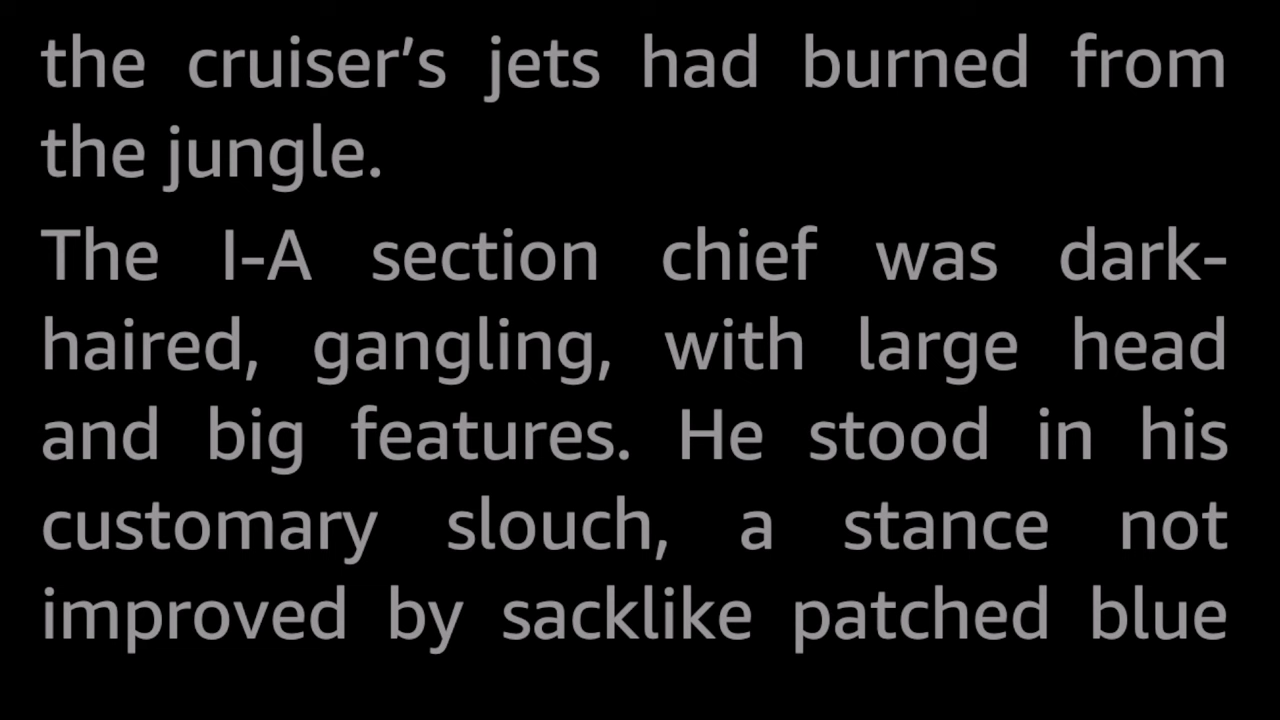 the cruiser’s jets had burned from
the jungle.
The I-A section chief was dark-
haired, gangling, with large head
and big features. He stood in his
customary slouch, a stance not
improved by sacklike patched blue